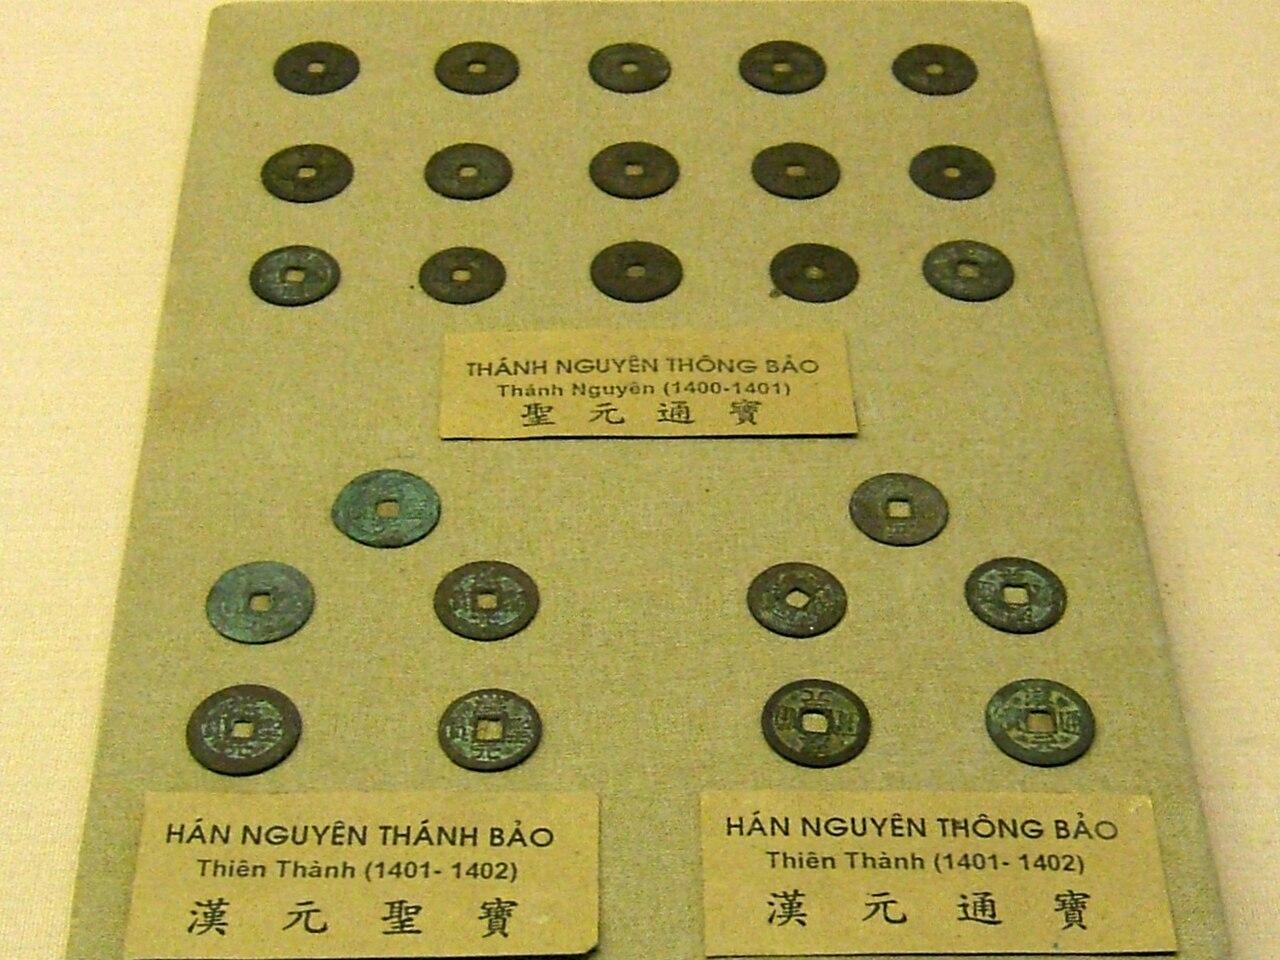 THÁNH NGUYÊN THÔNG BẢO
Thánh Nguyên (1400-1401)
聖 元 通 寶
HÁN NGUYÊN THÁNH BẢO
Thiên Thành (1401- 1402)
漢 元 聖 寶
HÁN NGUYÊN THÔNG BẢO
Thiên Thành (1401- 1402)
漢 元 通 寶